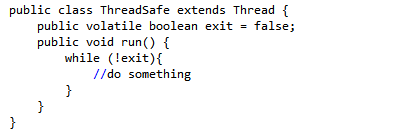 public class ThreadSafe extends Thread {
    public volatile boolean exit = false;
    public void run() {
        while (!exit){
            //do something
        }
    }
}